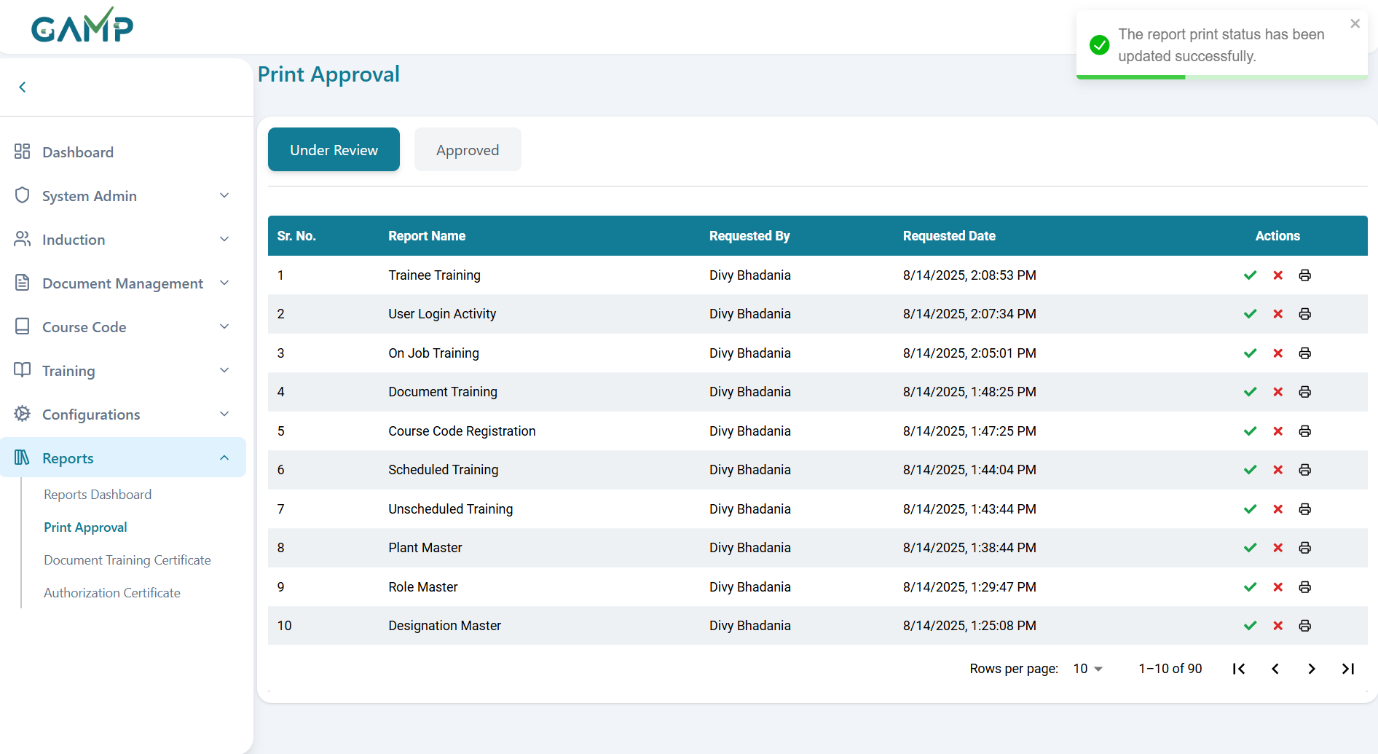 GAMP
The report print status has been
updated successfully.
Print Approval
Dashboard
System Admin
Induction
Document Management
Course Code
Training
Configurations
Reports
Reports Dashboard
Print Approval
Document Training Certificate
Authorization Certificate
Under Review Approved
Sr. No. Report Name Requested By Requested Date Actions
1 Trainee Training Divy Bhadania 8/14/2025, 2:08:53 PM
2 User Login Activity Divy Bhadania 8/14/2025, 2:07:34 PM
3 On Job Training Divy Bhadania 8/14/2025, 2:05:01 PM
4 Document Training Divy Bhadania 8/14/2025, 1:48:25 PM
5 Course Code Registration Divy Bhadania 8/14/2025, 1:47:25 PM
6 Scheduled Training Divy Bhadania 8/14/2025, 1:44:04 PM
7 Unscheduled Training Divy Bhadania 8/14/2025, 1:43:44 PM
8 Plant Master Divy Bhadania 8/14/2025, 1:38:44 PM
9 Role Master Divy Bhadania 8/14/2025, 1:29:47 PM
10 Designation Master Divy Bhadania 8/14/2025, 1:25:08 PM
Rows per page: 10 1–10 of 90